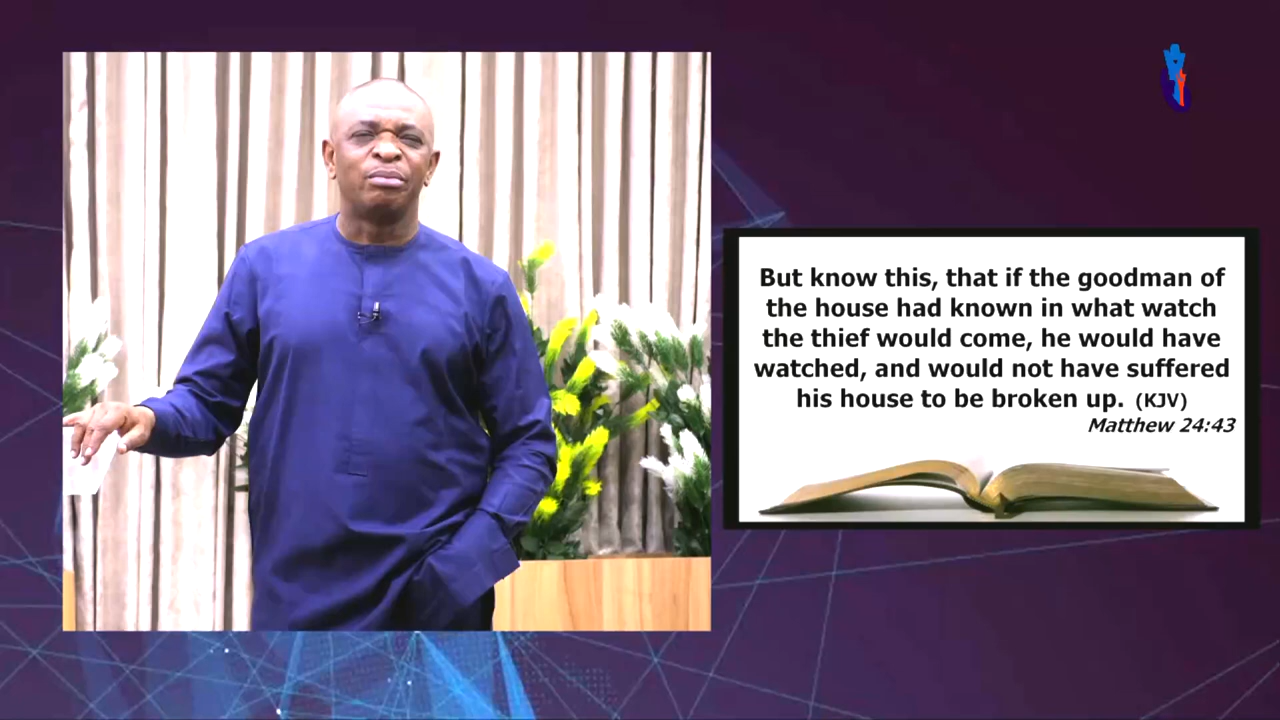 But know this, that if the goodman of
the house had known in what watch
the thief would come, he would have
watched, and would not have suffered
his house to be broken up. (KJV)
Matthew 24:43